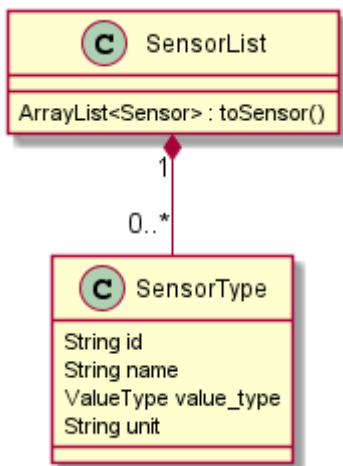 C SensorList
ArrayList<Sensor> : toSensor()
1
0..*
C SensorType
String id
String name
ValueType value_type
String unit